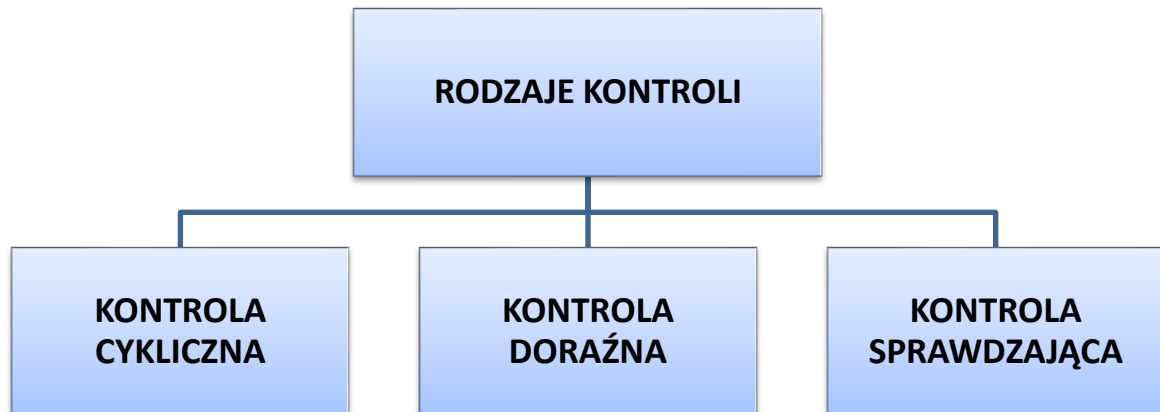 RODZAJE KONTROLI
KONTROLA
CYKLICZNA
KONTROLA
DORAŹNA
KONTROLA
SPRAWDZAJĄCA